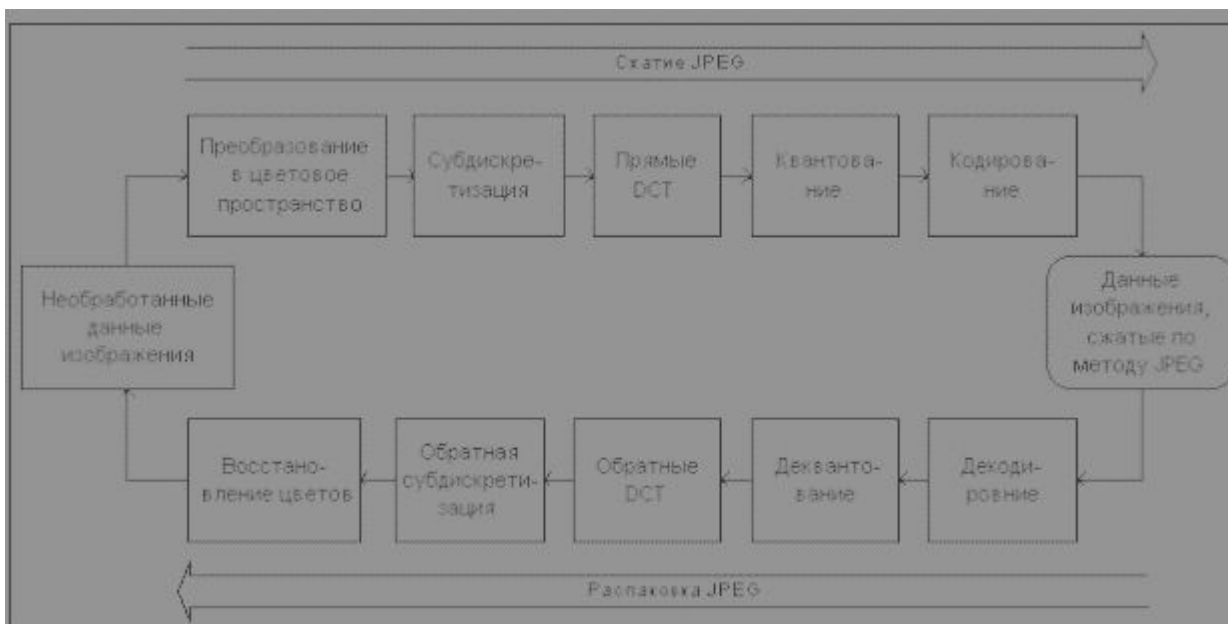 Сжатие JPEG
Преобразование
в цветовое
пространство
Субдискре-
тизация
Прямые
DCT
Квантова-
ние
Кодирова-
ние
Необработанные
данные
изображения
Данные
изображения,
сжатые по
методу JPEG
Восстано-
вление цветов
Обратная
субдискрети-
зация
Обратные
DCT
Декванто-
вание
Декоди-
ровние
Распаковка JPEG